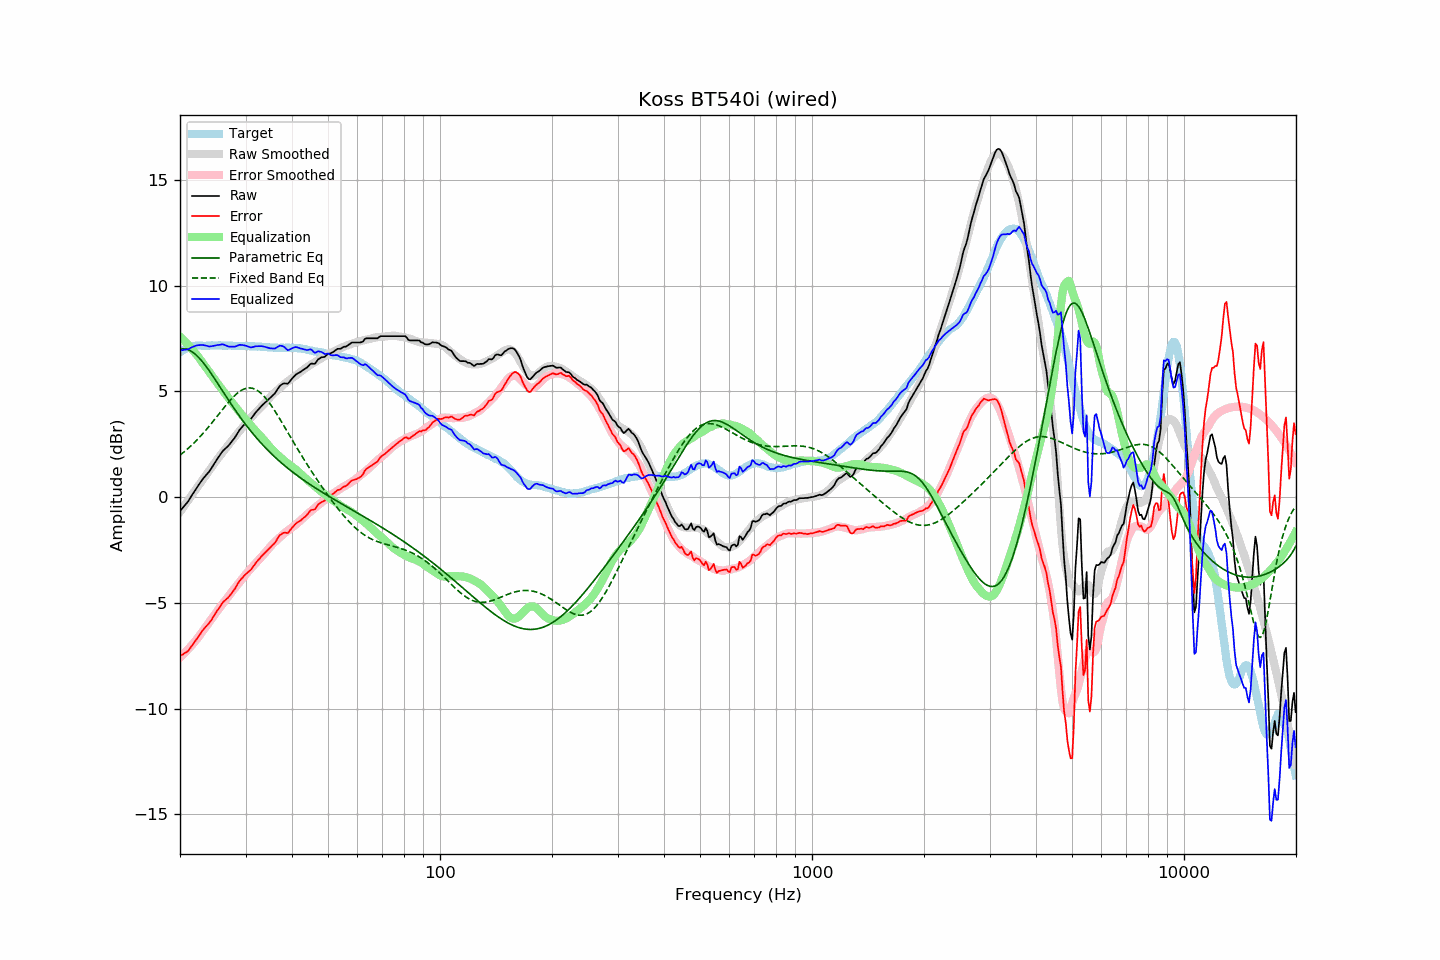 Koss BT540i (wired)
Target
Raw Smoothed
Error Smoothed
Raw
Error
Equalization
Parametric Eq
Fixed Band Eq
Equalized
15
10
5
0
−5
−10
−15
Amplitude (dBr)
100
1000
10000
Frequency (Hz)